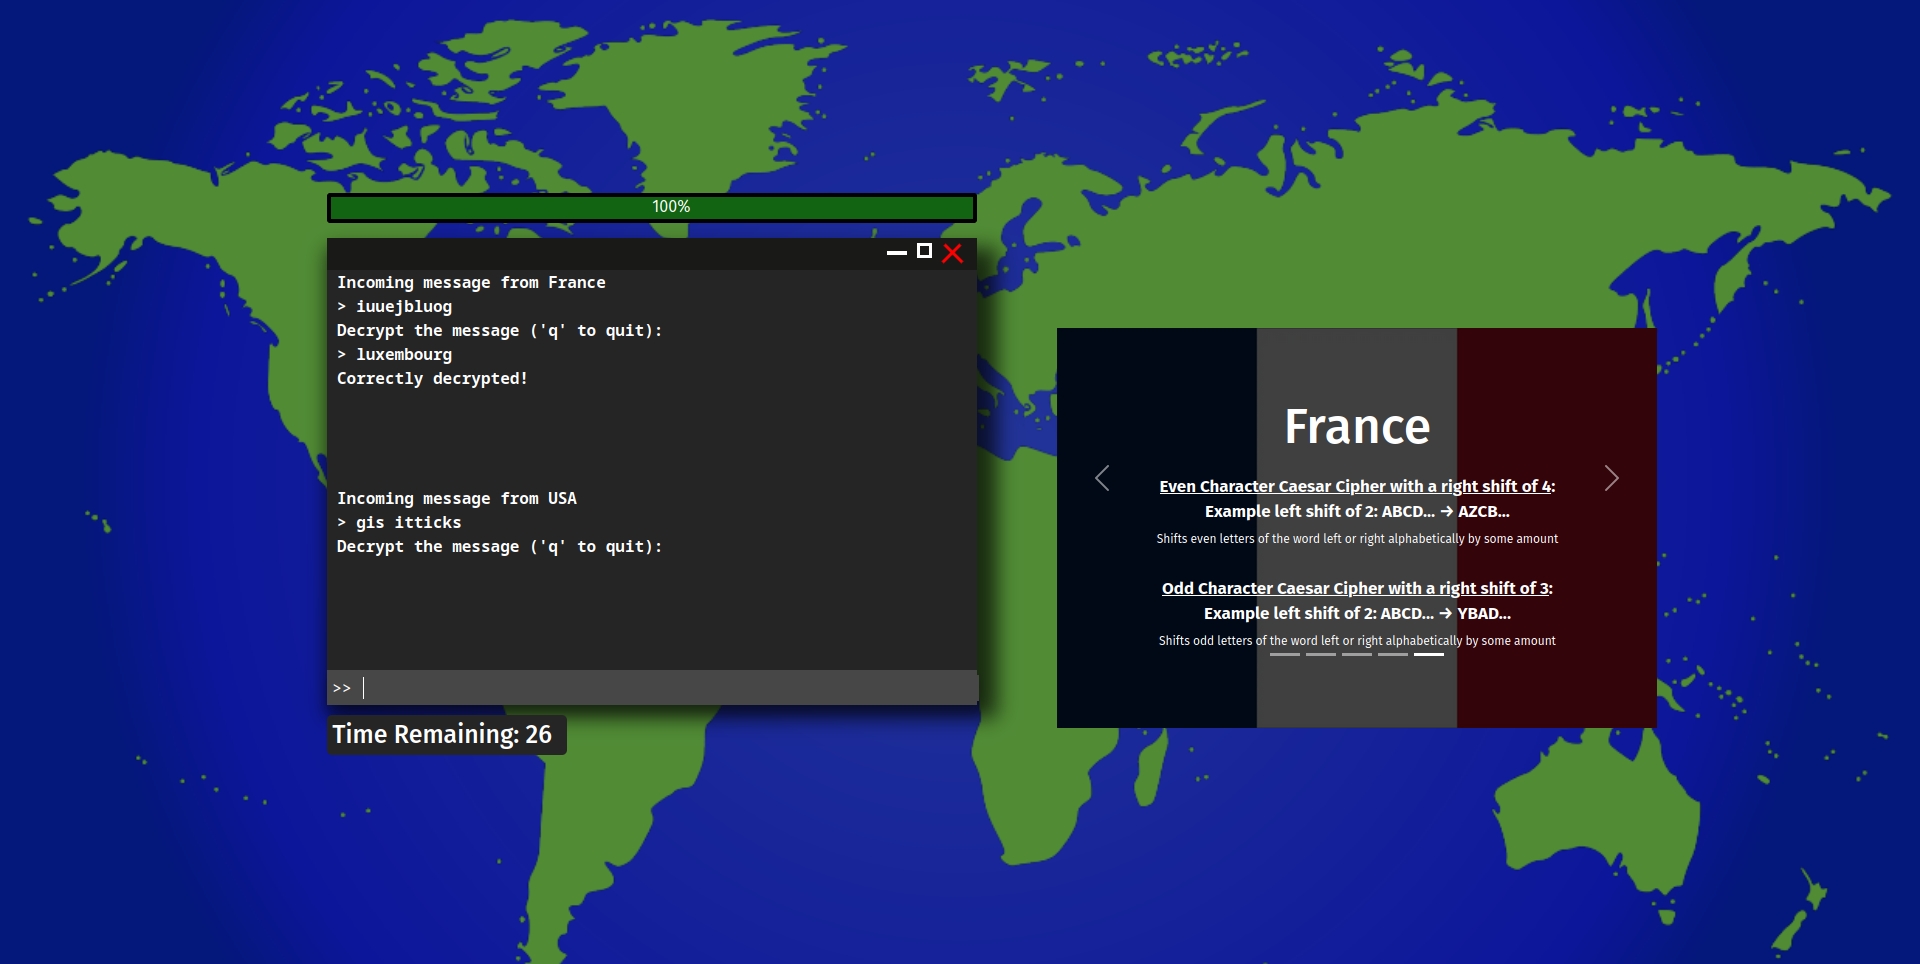 100%
Incoming message from France
> iuuejbluog
Decrypt the message ('q' to quit):
> luxembourg
Correctly decrypted!
Incoming message from USA
> gis itticks
Decrypt the message ('q' to quit):
>>
Time Remaining: 26
France
Even Character Caesar Cipher with a right shift of 4:
Example left shift of 2: ABCD... → AZCB...
Shifts even letters of the word left or right alphabetically by some amount
Odd Character Caesar Cipher with a right shift of 3:
Example left shift of 2: ABCD... → YBAD...
Shifts odd letters of the word left or right alphabetically by some amount